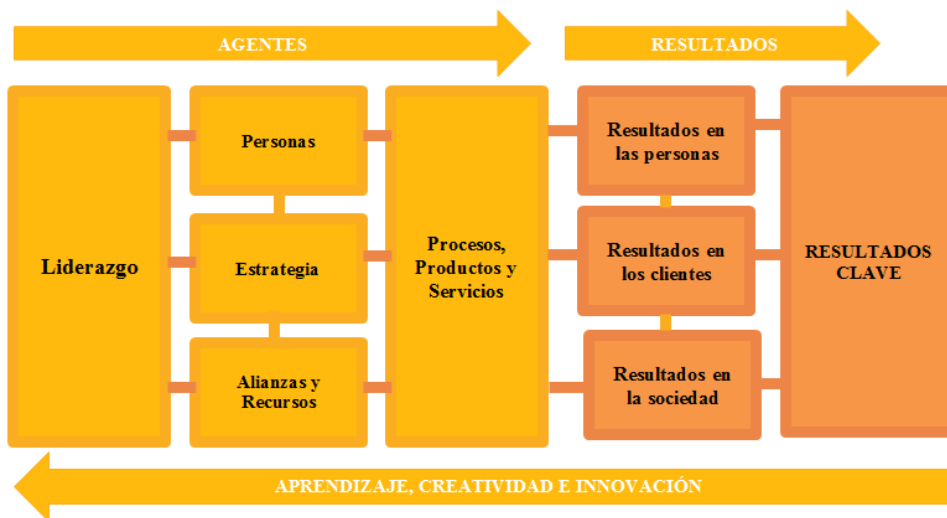 AGENTES
RESULTADOS
Liderazgo
Personas
Estrategia
Alianzas y
Recursos
Procesos,
Productos y
Servicios
Resultados en
las personas
Resultados en
los clientes
Resultados en
la sociedad
RESULTADOS
CLAVE
APRENDIZAJE, CREATIVIDAD E INNOVACIÓN